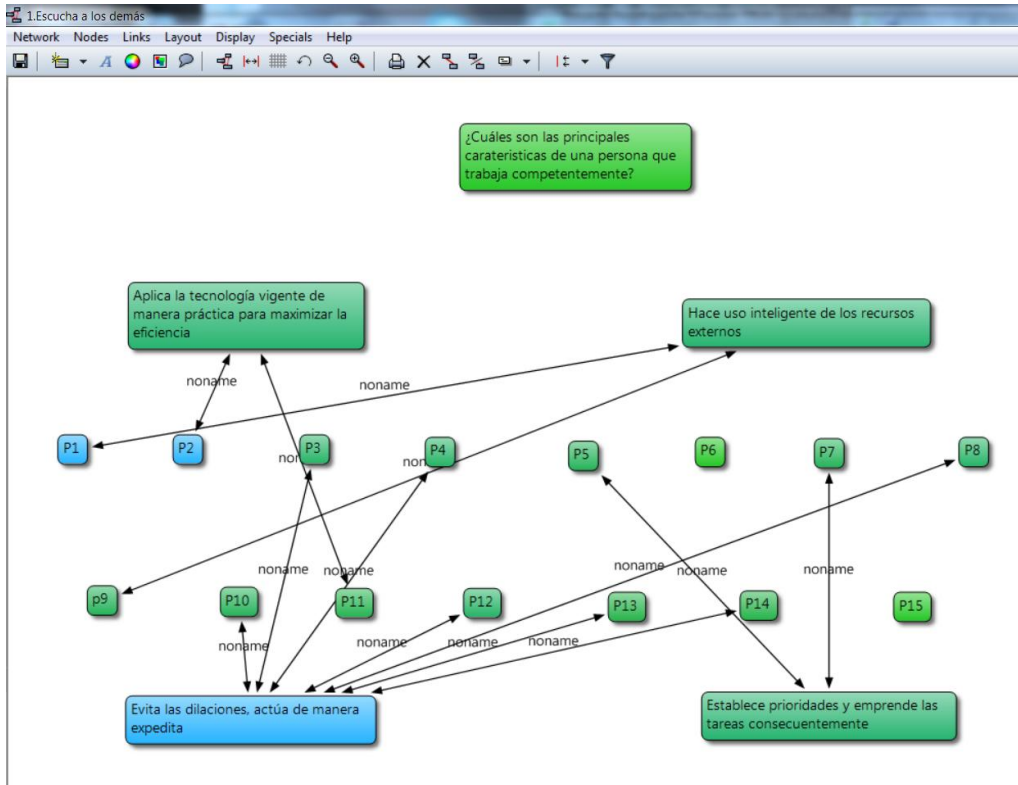 1.Escucha a los demás
Network Nodes Links Layout Display Specials Help
¿Cuáles son las principales
caraterísticas de una persona que
trabaja competentemente?
Aplica la tecnología vigente de
manera práctica para maximizar la
eficiencia
Hace uso inteligente de los recursos
externos
noname
noname
P1
P2
P3
P4
P5
P6
P7
P8
noname
noname
noname
noname
noname
p9
P10
P11
P12
P13
P14
P15
noname
noname
noname
Evita las dilaciones, actúa de manera
expedita
Establece prioridades y emprende las
tareas consecuentemente